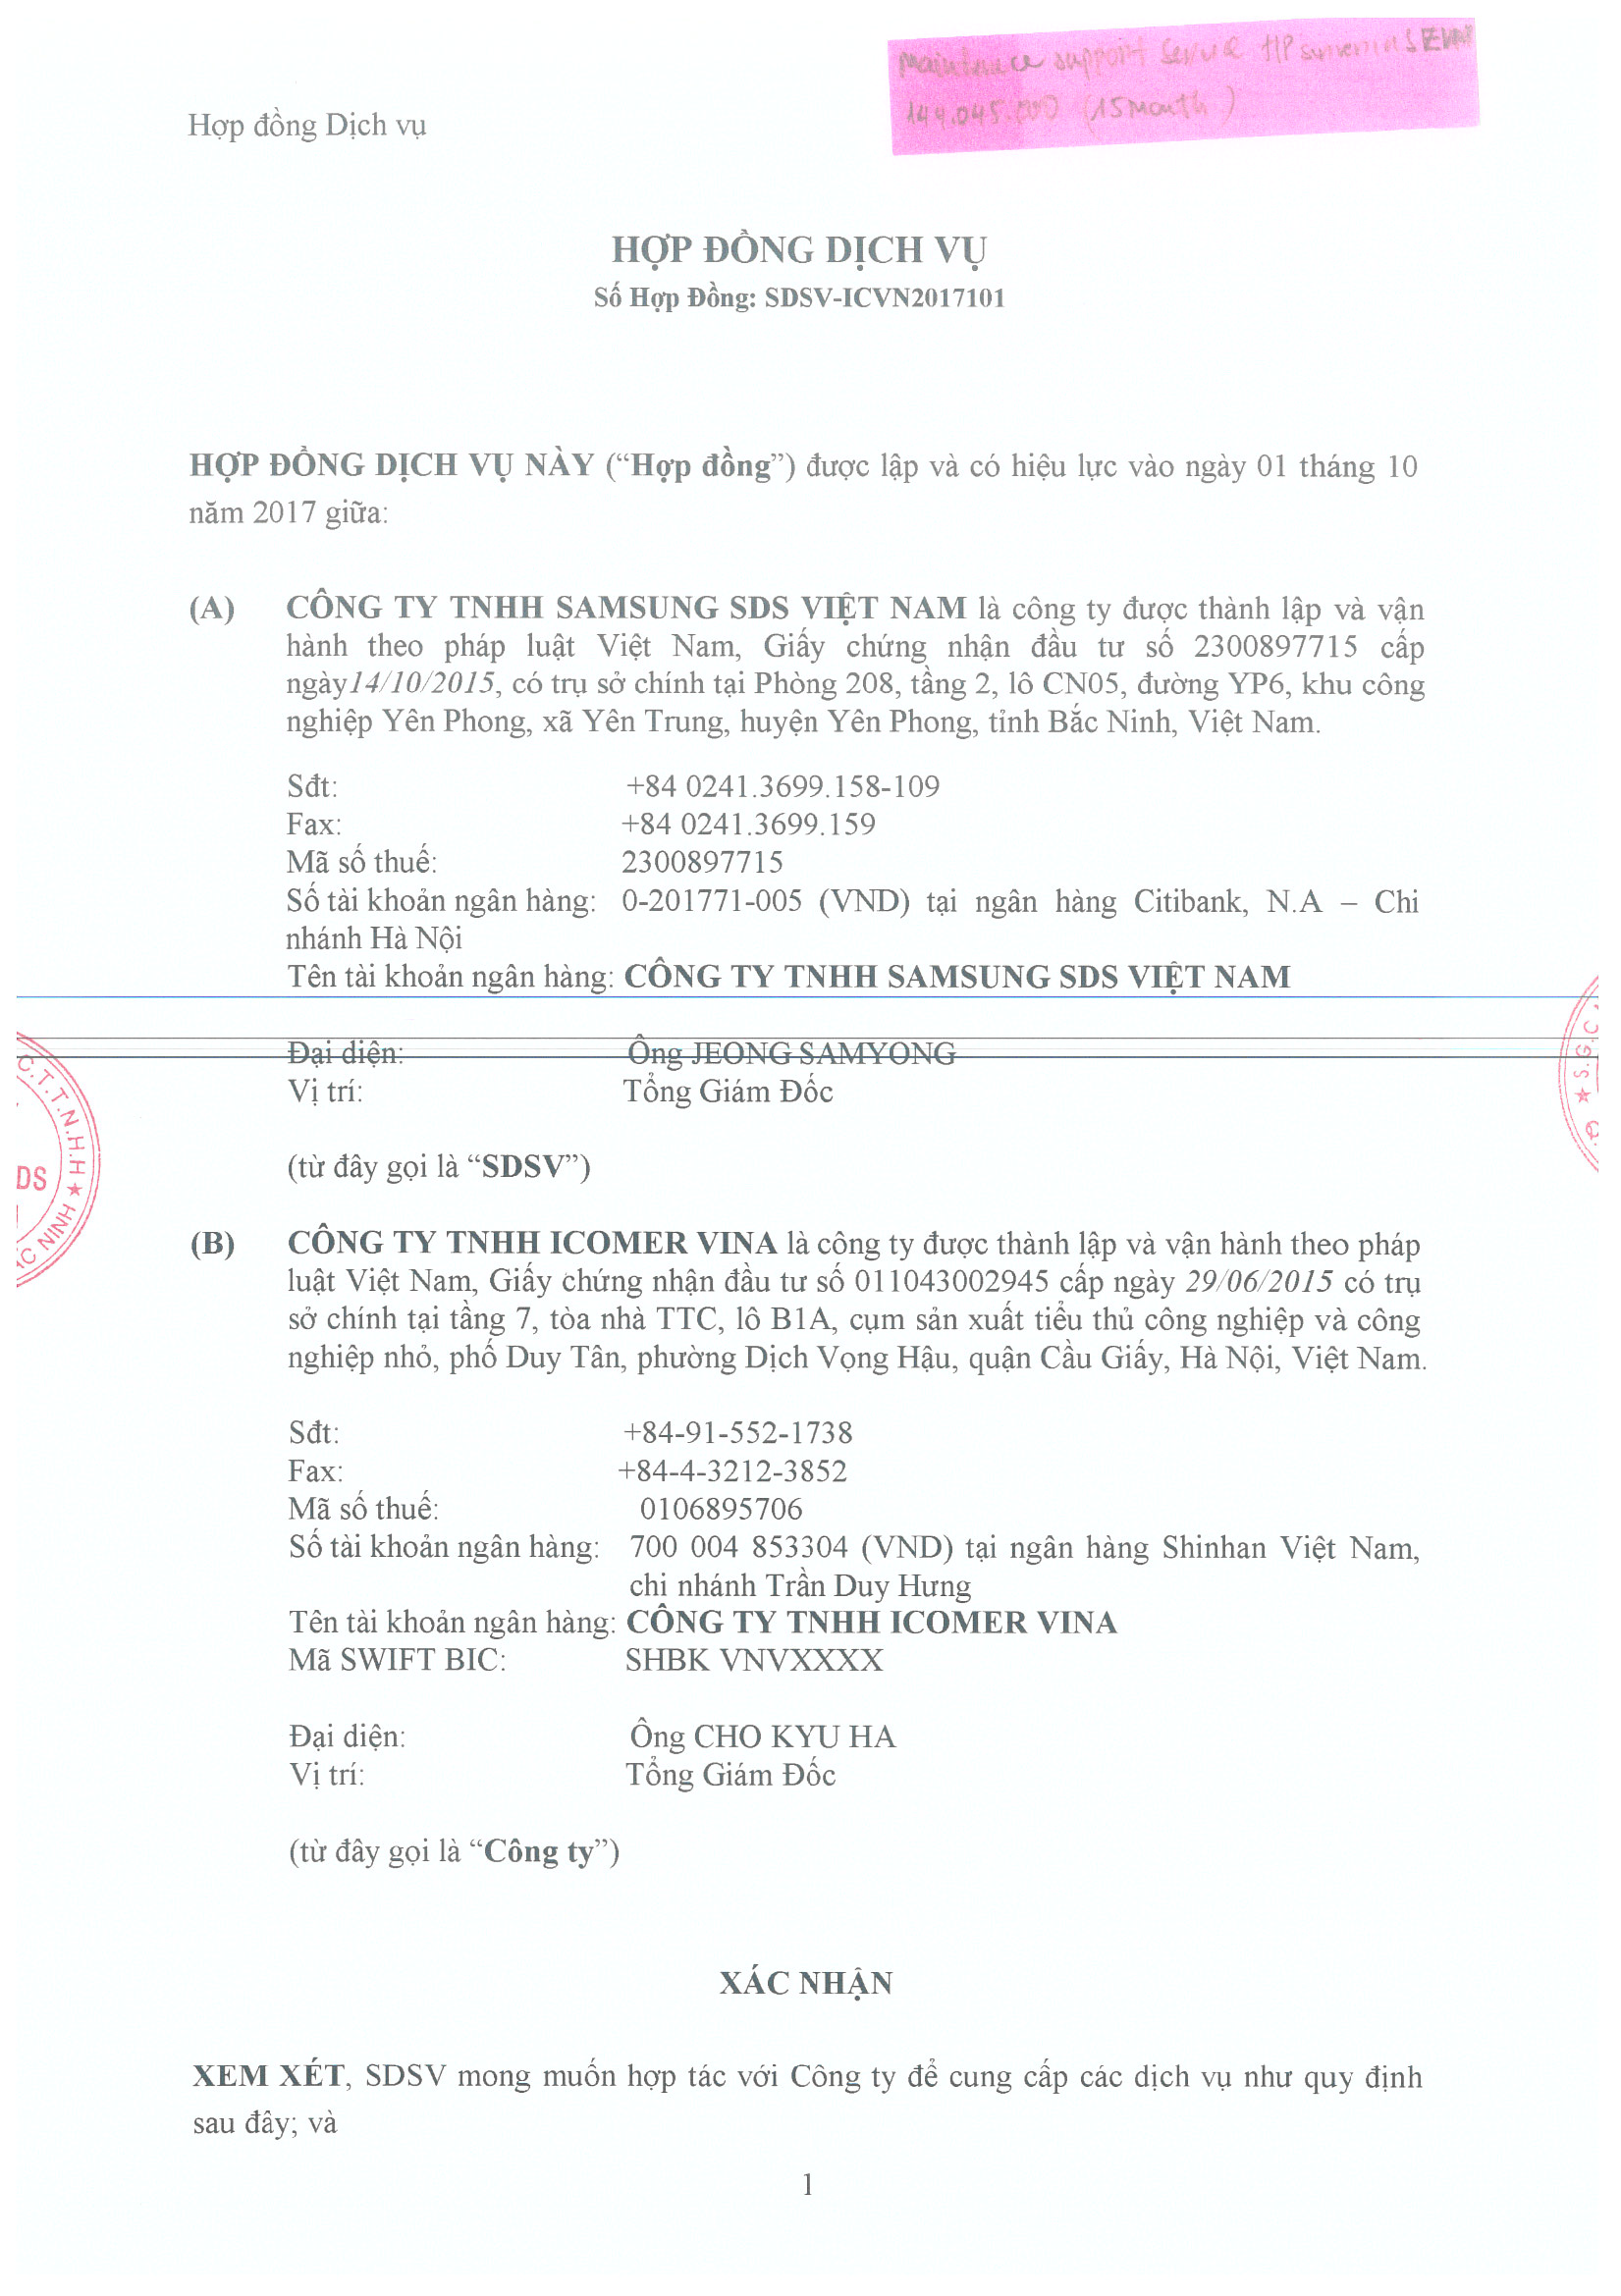 Maintenace support service HP
149.045.000 (15 Month)
Hợp đồng Dịch vụ
HỢP ĐỒNG DỊCH VỤ
Số Hợp Đồng: SDSV-ICVN2017101
HỢP ĐỒNG DỊCH VỤ NÀY (“Hợp đồng”) được lập và có hiệu lực vào ngày 01 tháng 10
năm 2017 giữa:
(A) CÔNG TY TNHH SAMSUNG SDS VIỆT NAM là công ty được thành lập và vận
hành theo pháp luật Việt Nam, Giấy chứng nhận đầu tư số 2300897715 cấp
ngày14/10/2015, có trụ sở chính tại Phòng 208, tầng 2, lô CN05, đường YP6, khu công
nghiệp Yên Phong, xã Yên Trung, huyện Yên Phong, tỉnh Bắc Ninh, Việt Nam.
Sđt: +84 0241.3699.158-109
Fax: +84 0241.3699.159
Mã số thuế: 2300897715
Số tài khoản ngân hàng: 0-201771-005 (VND) tại ngân hàng Citibank, N.A – Chi
nhánh Hà Nội
Tên tài khoản ngân hàng: CÔNG TY TNHH SAMSUNG SDS VIỆT NAM
Đại diện: Ông JEONG SAMYONG
Vị trí: Tổng Giám Đốc
C.T.T.N.H.H ★
DS
NINH
★ S.G.C
(từ đây gọi là “SDSV”)
(B) CÔNG TY TNHH ICOMER VINA là công ty được thành lập và vận hành theo pháp
luật Việt Nam, Giấy chứng nhận đầu tư số 011043002945 cấp ngày 29/06/2015 có trụ
sở chính tại tầng 7, tòa nhà TTC, lô B1A, cụm sản xuất tiểu thủ công nghiệp và công
nghiệp nhỏ, phố Duy Tân, phường Dịch Vọng Hậu, quận Cầu Giấy, Hà Nội, Việt Nam.
Sđt: +84-91-552-1738
Fax: +84-4-3212-3852
Mã số thuế: 0106895706
Số tài khoản ngân hàng: 700 004 853304 (VND) tại ngân hàng Shinhan Việt Nam,
chi nhánh Trần Duy Hưng
Tên tài khoản ngân hàng: CÔNG TY TNHH ICOMER VINA
Mã SWIFT BIC: SHBK VNVXXXX
Đại diện: Ông CHO KYU HA
Vị trí: Tổng Giám Đốc
(từ đây gọi là “Công ty”)
XÁC NHẬN
XEM XÉT, SDSV mong muốn hợp tác với Công ty để cung cấp các dịch vụ như quy định
sau đây; và
1